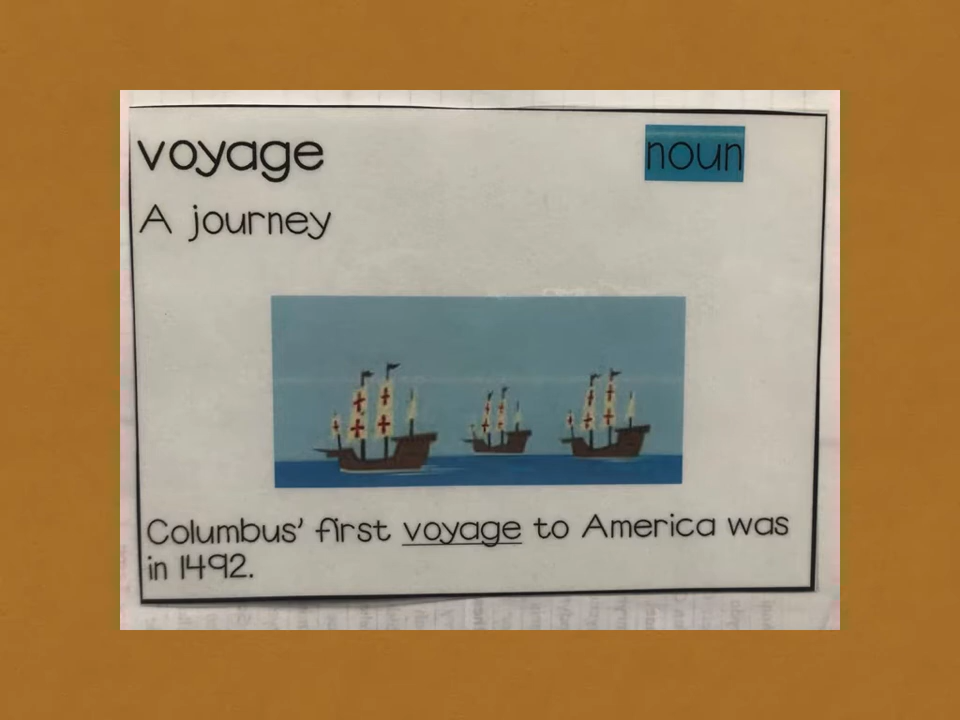 voyage noun
A journey
Columbus' first voyage to America was
in 1492.